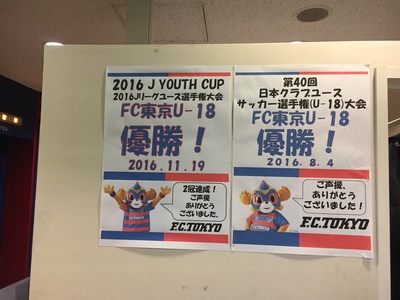 2016 J YOUTH CUP
2016Jリーグユース選手権大会
FC東京U-18
優勝！
2016.11.19
2冠達成！
ご声援
ありがとう
ございました。
F.C.TOKYO
第40回
日本クラブユース
サッカー選手権(U-18)大会
FC東京U-18
優勝！
2016.8.4
ご声援、
ありがとう
ございました！
F.C.TOKYO